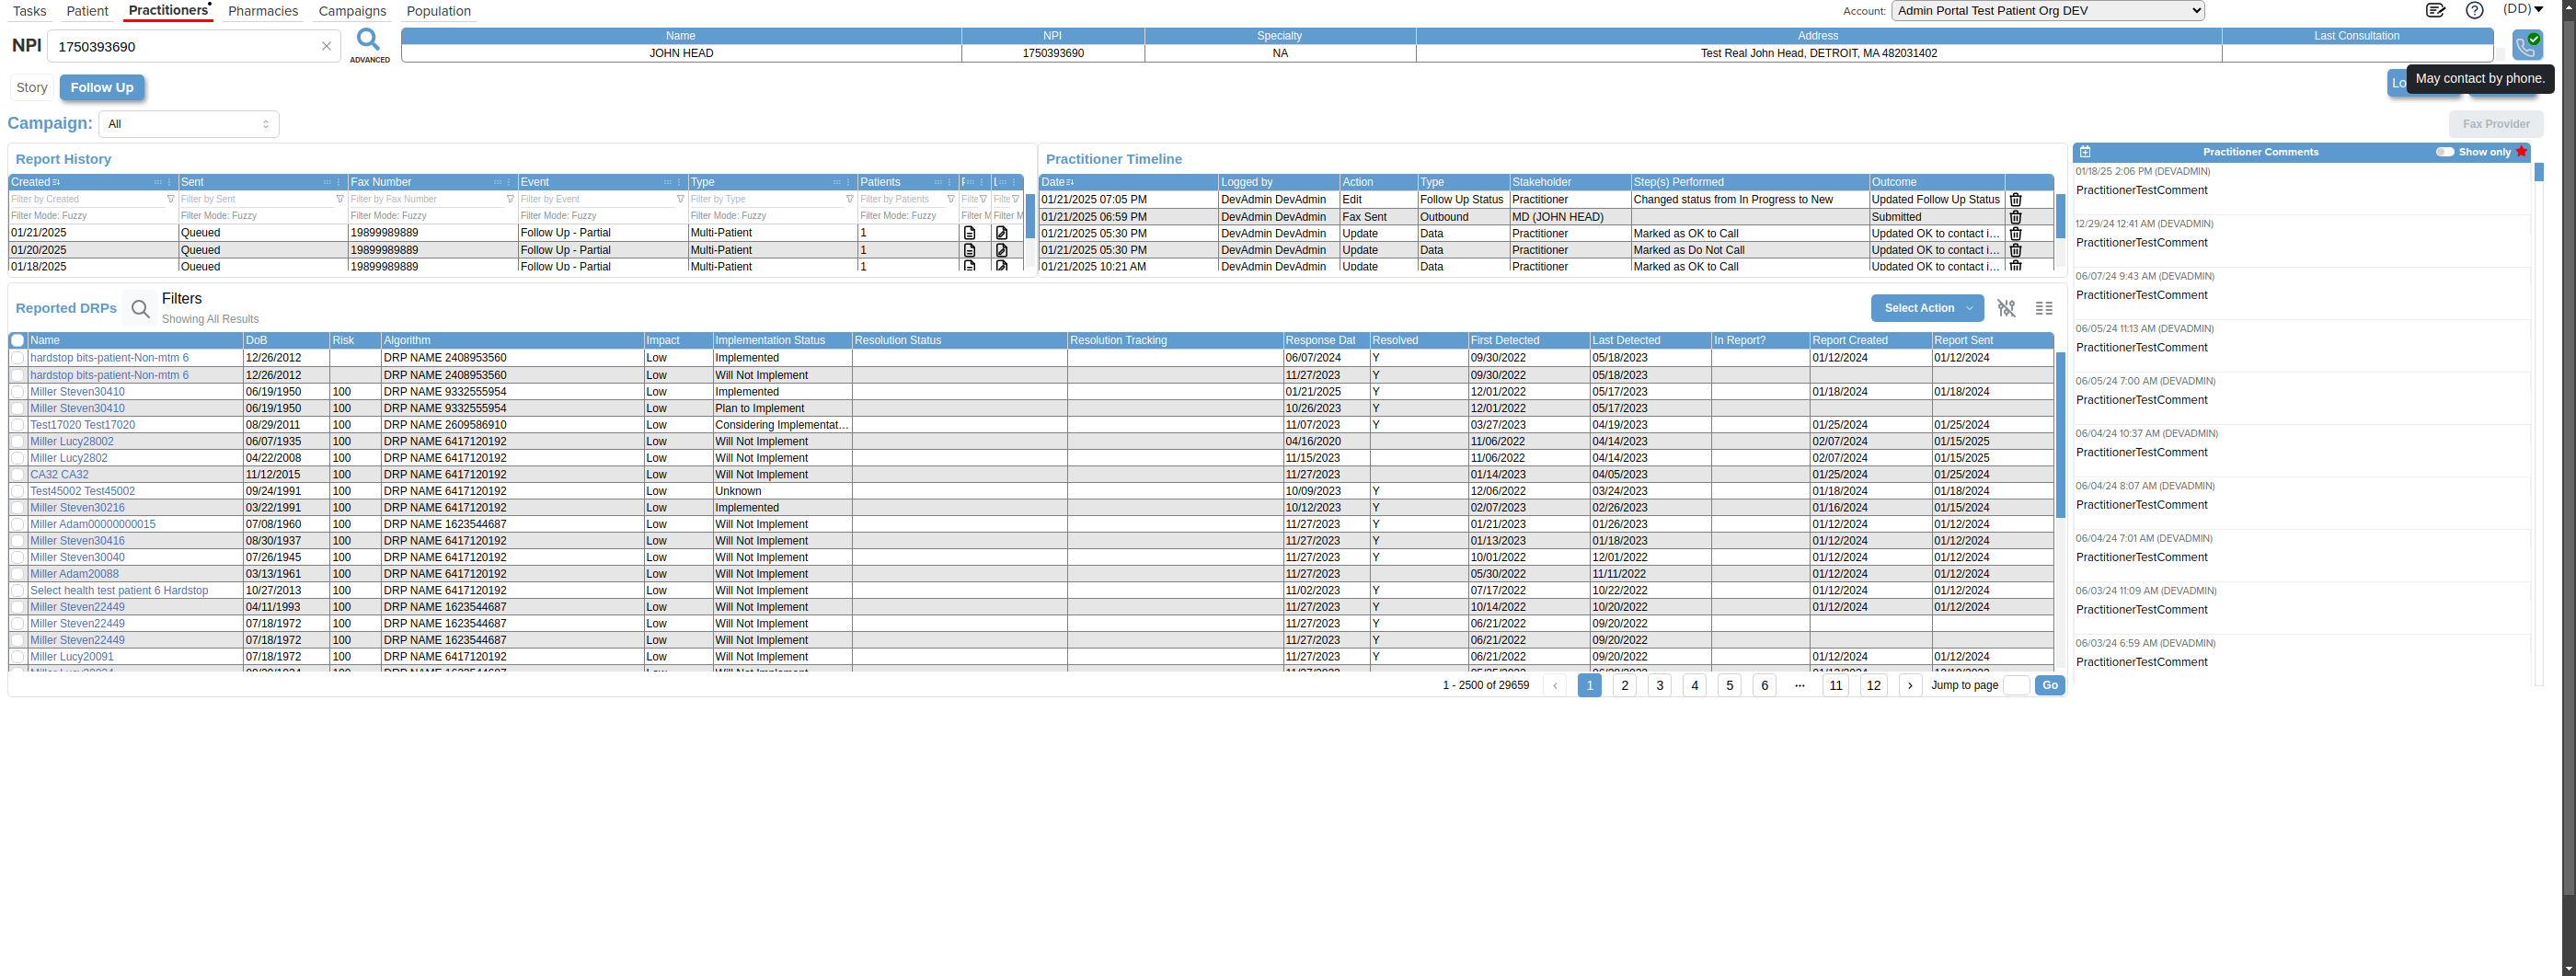 Tasks Patient Practitioners Pharmacies Campaigns Population Account: Admin Portal Test Patient Org DEV (DD)
NPI 1750393690 ADVANCED
Name NPI Specialty Address Last Consultation
JOHN HEAD 1750393690 NA Test Real John Head, DETROIT, MA 482031402
Story Follow Up Lo May contact by phone.
Campaign: All Fax Provider
Report History
Created Sent Fax Number Event Type Patients
Filter by Created Filter by Sent Filter by Fax Number Filter by Event Filter by Type Filter by Patients Filte Filte
Filter Mode: Fuzzy Filter Mode: Fuzzy Filter Mode: Fuzzy Filter Mode: Fuzzy Filter Mode: Fuzzy Filter Mode: Fuzzy Filter M Filter M
01/21/2025 Queued 19899989889 Follow Up - Partial Multi-Patient 1
01/20/2025 Queued 19899989889 Follow Up - Partial Multi-Patient 1
01/18/2025 Queued 19899989889 Follow Up - Partial Multi-Patient 1
Practitioner Timeline
Date Logged by Action Type Stakeholder Step(s) Performed Outcome
01/21/2025 07:05 PM DevAdmin DevAdmin Edit Follow Up Status Practitioner Changed status from In Progress to New Updated Follow Up Status
01/21/2025 06:59 PM DevAdmin DevAdmin Fax Sent Outbound MD (JOHN HEAD) Submitted
01/21/2025 05:30 PM DevAdmin DevAdmin Update Data Practitioner Marked as OK to Call Updated OK to contact i...
01/21/2025 05:30 PM DevAdmin DevAdmin Update Data Practitioner Marked as Do Not Call Updated OK to contact i...
01/21/2025 10:21 AM DevAdmin DevAdmin Update Data Practitioner Marked as OK to Call Updated OK to contact i...
Reported DRPs Filters
Showing All Results
Select Action
Name DoB Risk Algorithm Impact Implementation Status Resolution Status Resolution Tracking Response Dat Resolved First Detected Last Detected In Report? Report Created Report Sent
hardstop bits-patient-Non-mtm 6 12/26/2012 DRP NAME 2408953560 Low Implemented 06/07/2024 Y 09/30/2022 05/18/2023 01/12/2024 01/12/2024
hardstop bits-patient-Non-mtm 6 12/26/2012 DRP NAME 2408953560 Low Will Not Implement 11/27/2023 Y 09/30/2022 05/18/2023
Miller Steven30410 06/19/1950 100 DRP NAME 9332555954 Low Implemented 01/21/2025 Y 12/01/2022 05/17/2023 01/18/2024 01/18/2024
Miller Steven30410 06/19/1950 100 DRP NAME 9332555954 Low Plan to Implement 10/26/2023 Y 12/01/2022 05/17/2023
Test17020 Test17020 08/29/2011 100 DRP NAME 2609586910 Low Considering Implementat... 11/07/2023 Y 03/27/2023 04/19/2023 01/25/2024 01/25/2024
Miller Lucy28002 06/07/1935 100 DRP NAME 6417120192 Low Will Not Implement 04/16/2020 11/06/2022 04/14/2023 02/07/2024 01/15/2025
Miller Lucy2802 04/22/2008 100 DRP NAME 6417120192 Low Will Not Implement 11/15/2023 11/06/2022 04/14/2023 02/07/2024 01/15/2025
CA32 CA32 11/12/2015 100 DRP NAME 6417120192 Low Will Not Implement 11/27/2023 01/14/2023 04/05/2023 01/25/2024 01/25/2024
Test45002 Test45002 09/24/1991 100 DRP NAME 6417120192 Low Unknown 10/09/2023 Y 12/06/2022 03/24/2023 01/18/2024 01/18/2024
Miller Steven30216 03/22/1991 100 DRP NAME 6417120192 Low Implemented 10/12/2023 Y 02/07/2023 02/26/2023 01/16/2024 01/15/2024
Miller Adam00000000015 07/08/1960 100 DRP NAME 1623544687 Low Will Not Implement 11/27/2023 Y 01/21/2023 01/26/2023 01/12/2024 01/12/2024
Miller Steven30416 08/30/1937 100 DRP NAME 6417120192 Low Will Not Implement 11/27/2023 Y 01/13/2023 01/18/2023 01/12/2024 01/12/2024
Miller Steven30040 07/26/1945 100 DRP NAME 6417120192 Low Will Not Implement 11/27/2023 Y 10/01/2022 12/01/2022 01/12/2024 01/12/2024
Miller Adam20088 03/13/1961 100 DRP NAME 6417120192 Low Will Not Implement 11/27/2023 05/30/2022 11/11/2022 01/12/2024 01/12/2024
Select health test patient 6 Hardstop 10/27/2013 100 DRP NAME 6417120192 Low Will Not Implement 11/02/2023 Y 07/17/2022 10/22/2022 01/12/2024 01/12/2024
Miller Steven22449 04/11/1993 100 DRP NAME 1623544687 Low Will Not Implement 11/27/2023 Y 10/14/2022 10/20/2022 01/12/2024 01/12/2024
Miller Steven22449 07/18/1972 100 DRP NAME 1623544687 Low Will Not Implement 11/27/2023 Y 06/21/2022 09/20/2022
Miller Steven22449 07/18/1972 100 DRP NAME 1623544687 Low Will Not Implement 11/27/2023 Y 06/21/2022 09/20/2022
Miller Lucy20091 07/18/1972 100 DRP NAME 6417120192 Low Will Not Implement 11/27/2023 Y 06/21/2022 09/20/2022 01/12/2024 01/12/2024
1 - 2500 of 29659 1 2 3 4 5 6 ... 11 12 Jump to page Go
Practitioner Comments Show only
01/18/25 2:06 PM (DEVADMIN)
PractitionerTestComment
12/29/24 12:41 AM (DEVADMIN)
PractitionerTestComment
06/07/24 9:43 AM (DEVADMIN)
PractitionerTestComment
06/05/24 11:13 AM (DEVADMIN)
PractitionerTestComment
06/05/24 7:00 AM (DEVADMIN)
PractitionerTestComment
06/04/24 10:37 AM (DEVADMIN)
PractitionerTestComment
06/04/24 8:07 AM (DEVADMIN)
PractitionerTestComment
06/04/24 7:01 AM (DEVADMIN)
PractitionerTestComment
06/03/24 11:09 AM (DEVADMIN)
PractitionerTestComment
06/03/24 6:59 AM (DEVADMIN)
PractitionerTestComment